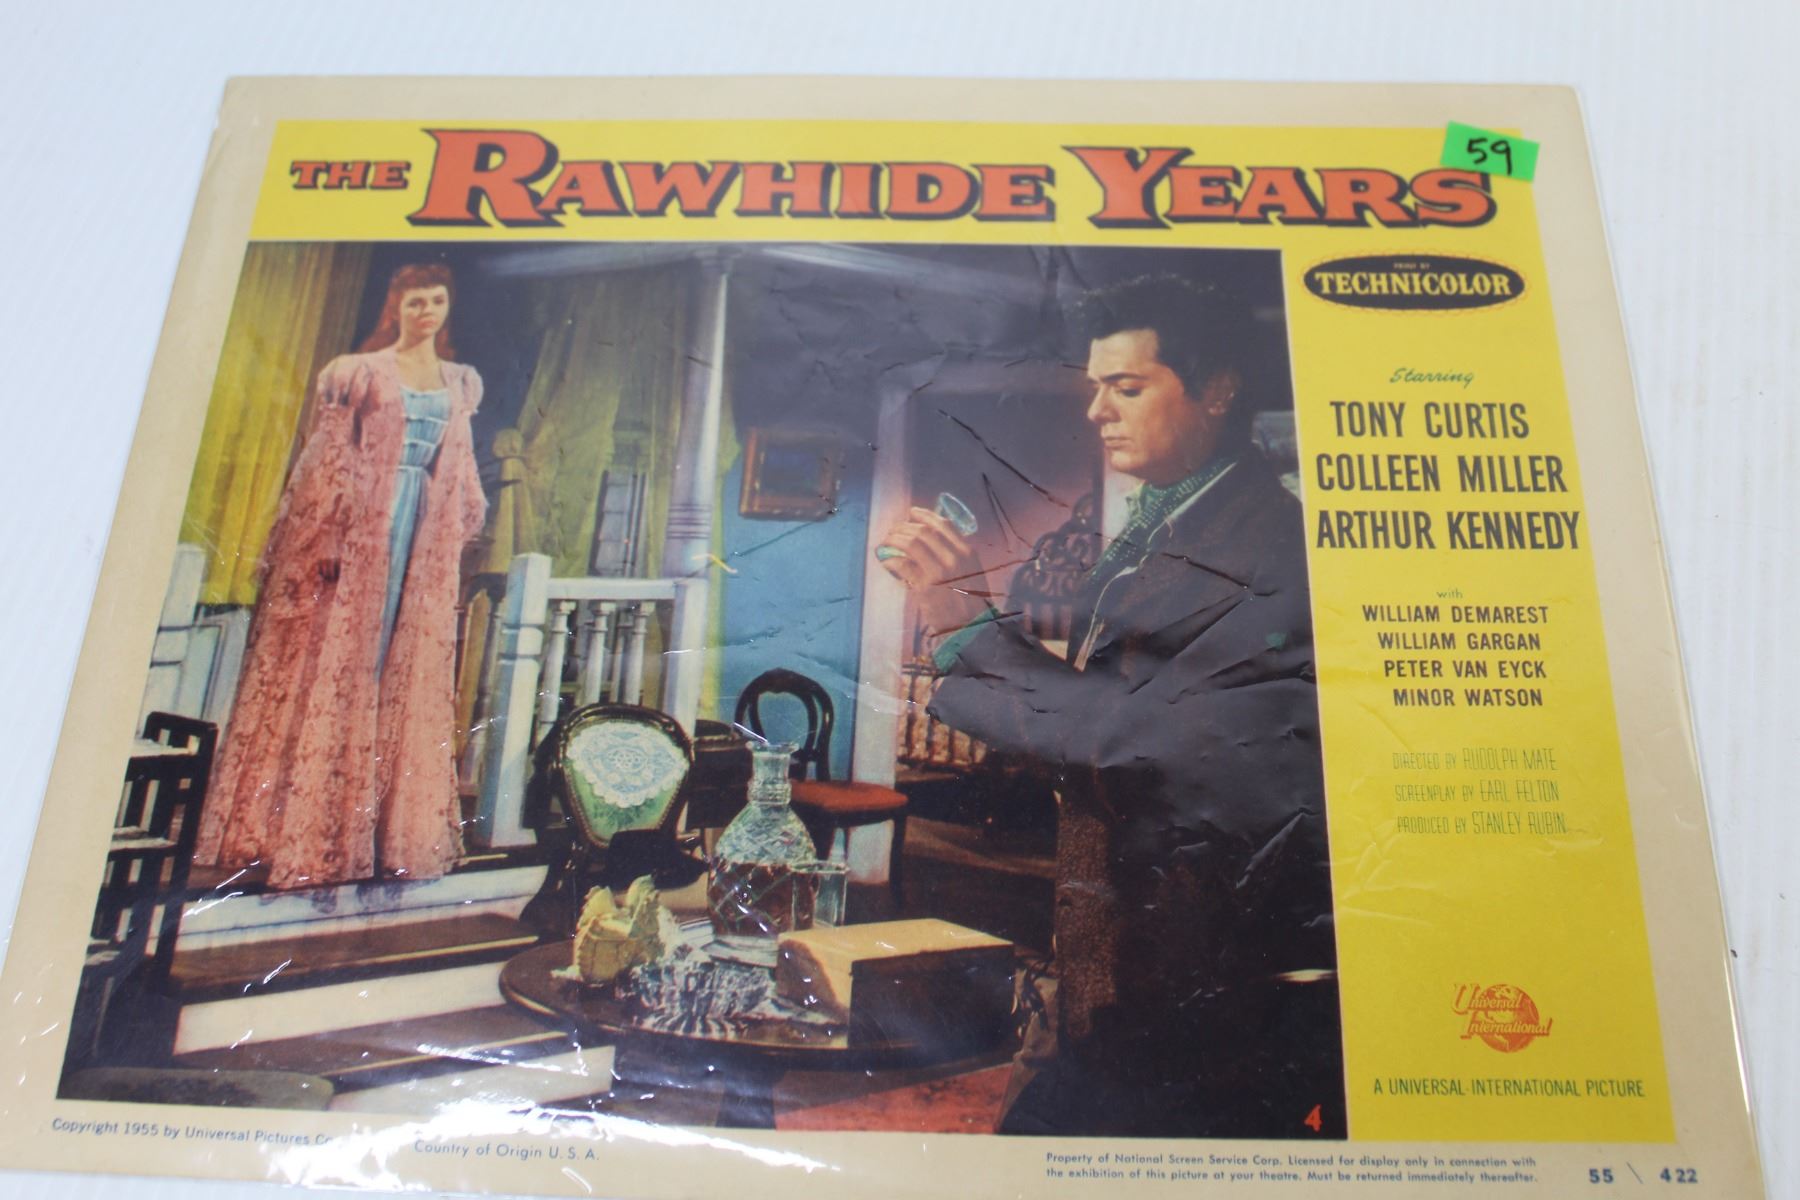 THE RAWHIDE YEARS
59
PRINT BY
TECHNICOLOR
Starring
TONY CURTIS
COLLEEN MILLER
ARTHUR KENNEDY
with
WILLIAM DEMAREST
WILLIAM GARGAN
PETER VAN EYCK
MINOR WATSON
DIRECTED BY RUDOLPH MATE
SCREENPLAY BY EARL FELTON
PRODUCED BY STANLEY RUBIN
Universal
International
A UNIVERSAL-INTERNATIONAL PICTURE
4
Copyright 1955 by Universal Pictures
Country of Origin U. S. A.
Property of National Screen Service Corp. Licensed for display only in connection with
the exhibition of this picture at your theatre. Must be returned immediately thereafter.
55 \ 422